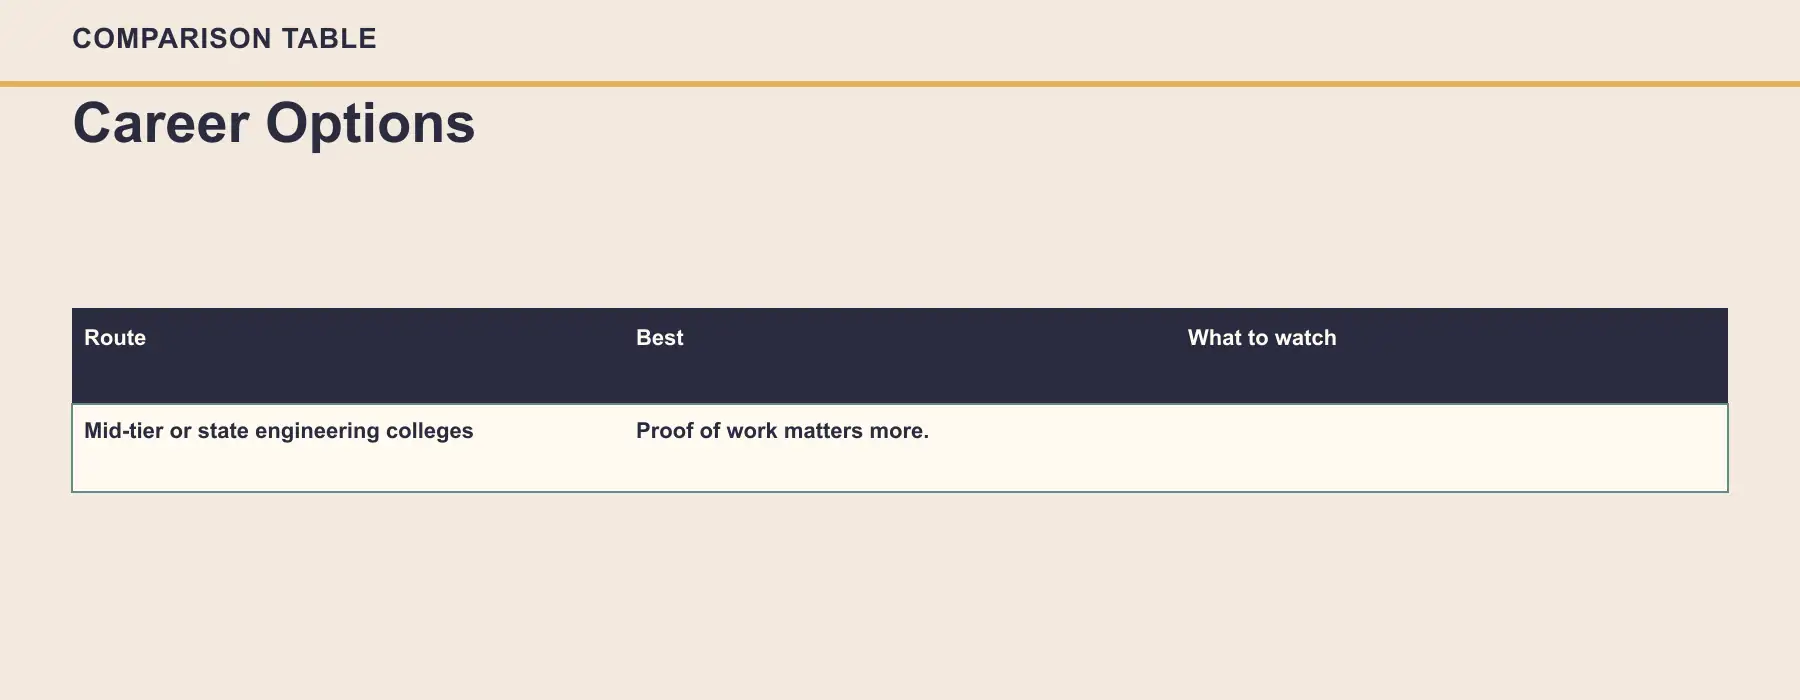 COMPARISON TABLE
Career Options
Route Best What to watch
Mid-tier or state engineering colleges Proof of work matters more.